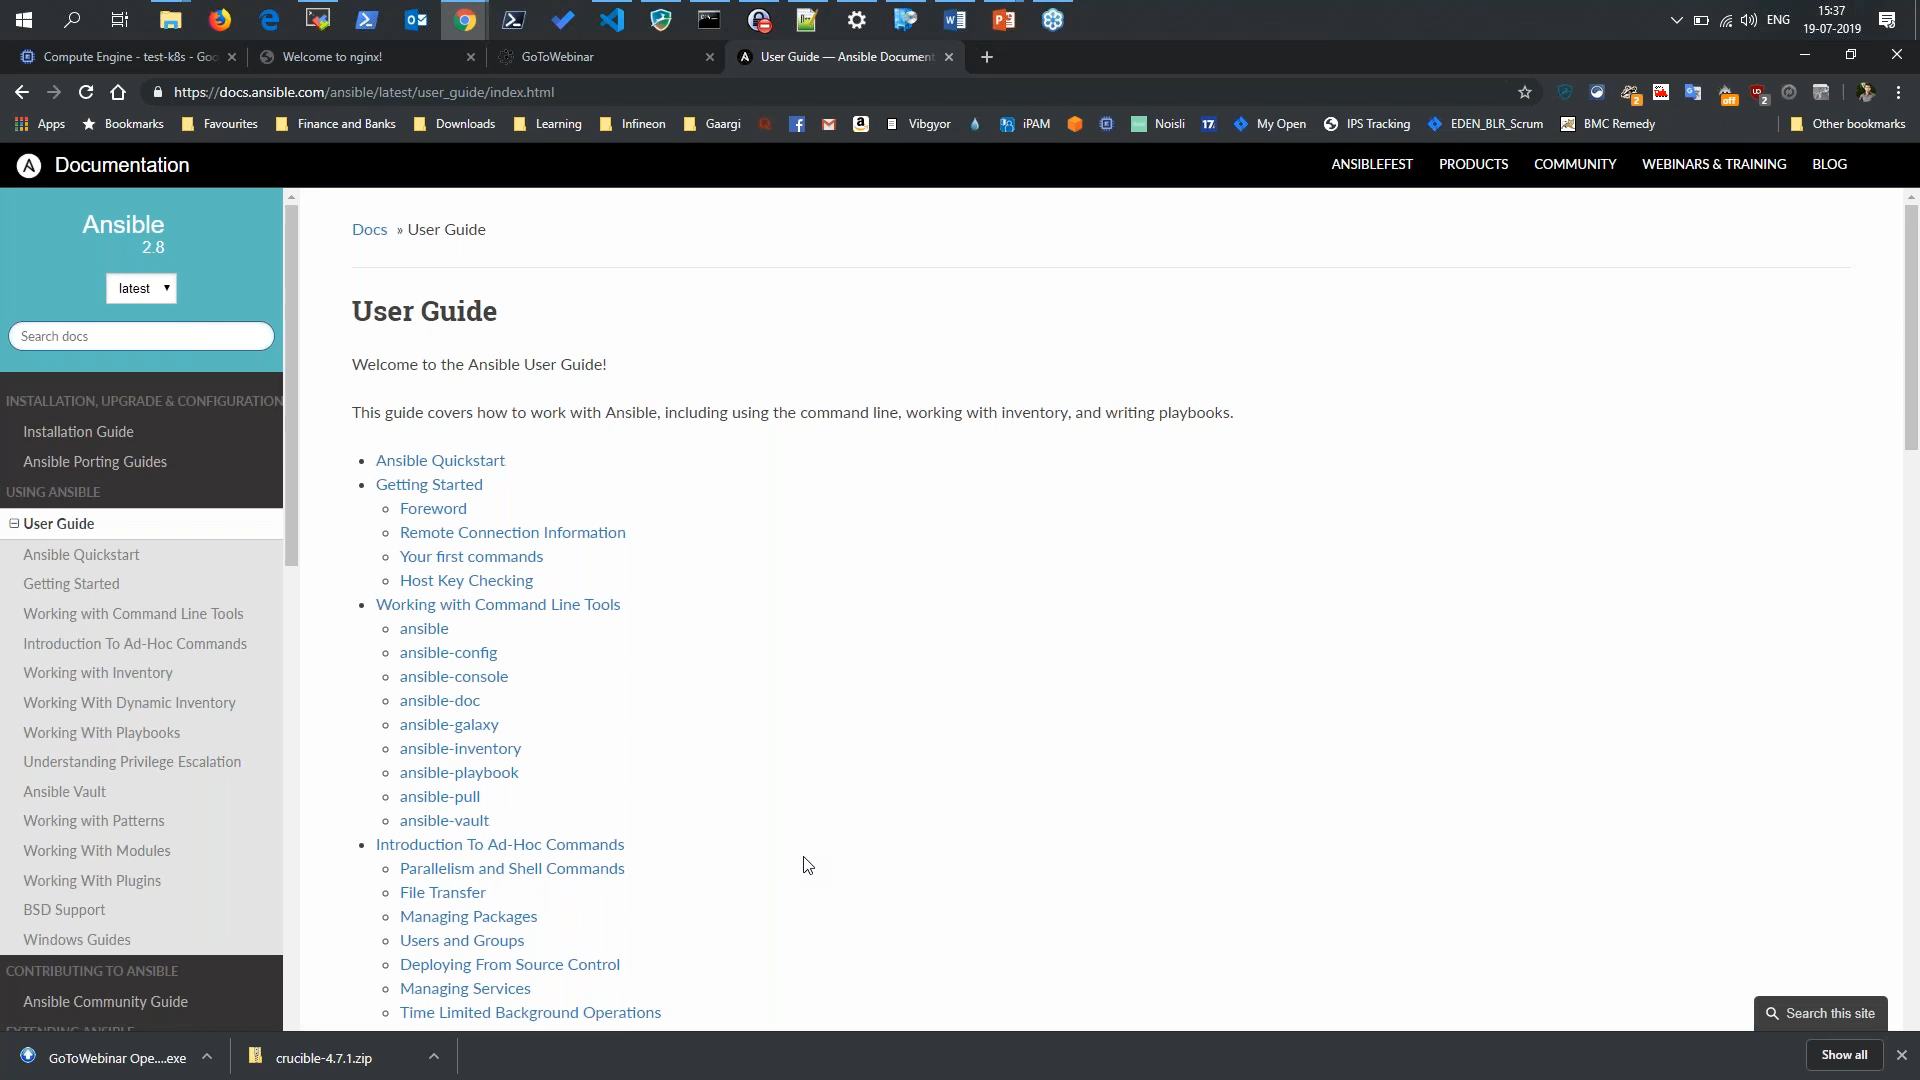 ENG
15:37
19-07-2019
Compute Engine - test-k8s - Goo
Welcome to nginx!
GoToWebinar
User Guide — Ansible Document
https://docs.ansible.com/ansible/latest/user_guide/index.html
Apps
Bookmarks
Favourites
Finance and Banks
Downloads
Learning
Infineon
Gaargi
Vibgyor
iPAM
Noisli
My Open
IPS Tracking
EDEN_BLR_Scrum
BMC Remedy
Other bookmarks
Documentation
ANSIBLEFEST
PRODUCTS
COMMUNITY
WEBINARS & TRAINING
BLOG
Ansible
2.8
latest
Search docs
INSTALLATION, UPGRADE & CONFIGURATION
Installation Guide
Ansible Porting Guides
USING ANSIBLE
User Guide
Ansible Quickstart
Getting Started
Working with Command Line Tools
Introduction To Ad-Hoc Commands
Working with Inventory
Working With Dynamic Inventory
Working With Playbooks
Understanding Privilege Escalation
Ansible Vault
Working with Patterns
Working With Modules
Working With Plugins
BSD Support
Windows Guides
CONTRIBUTING TO ANSIBLE
Ansible Community Guide
EXTENDING ANSIBLE
Docs » User Guide
User Guide
Welcome to the Ansible User Guide!
This guide covers how to work with Ansible, including using the command line, working with inventory, and writing playbooks.
Ansible Quickstart
Getting Started
Foreword
Remote Connection Information
Your first commands
Host Key Checking
Working with Command Line Tools
ansible
ansible-config
ansible-console
ansible-doc
ansible-galaxy
ansible-inventory
ansible-playbook
ansible-pull
ansible-vault
Introduction To Ad-Hoc Commands
Parallelism and Shell Commands
File Transfer
Managing Packages
Users and Groups
Deploying From Source Control
Managing Services
Time Limited Background Operations
Search this site
GoToWebinar Ope....exe
crucible-4.7.1.zip
Show all